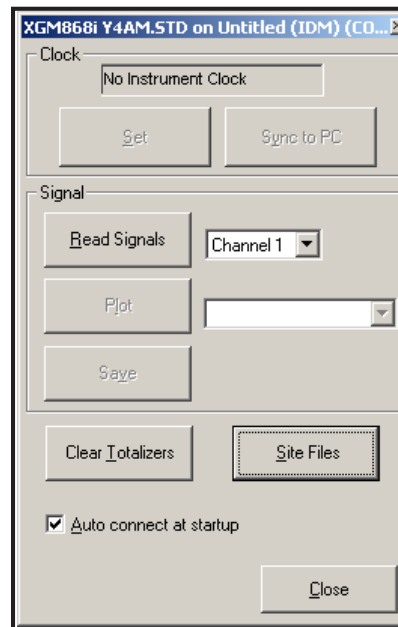 XGM868i Y4AM.STD on Untitled (IDM) (CO...
Clock
No Instrument Clock
Set
Sync to PC
Signal
Read Signals
Channel 1
Plot
Save
Clear Totalizers
Site Files
Auto connect at startup
Close